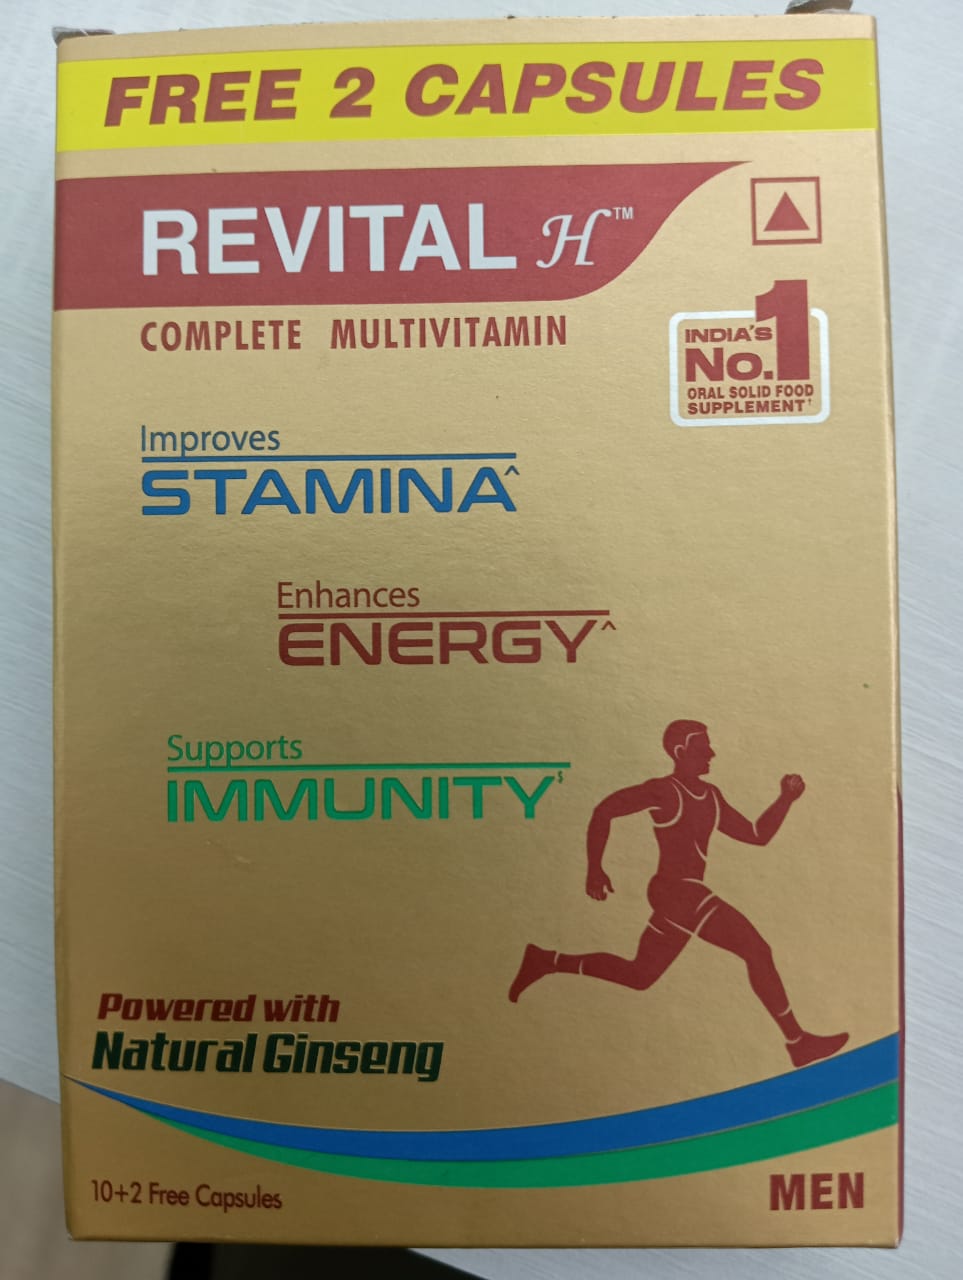 FREE 2 CAPSULES
REVITAL H™
COMPLETE MULTIVITAMIN
INDIA'S
No.1
ORAL SOLID FOOD
SUPPLEMENT†
Improves
STAMINA^
Enhances
ENERGY^
Supports
IMMUNITY$
Powered with
Natural Ginseng
10+2 Free Capsules
MEN